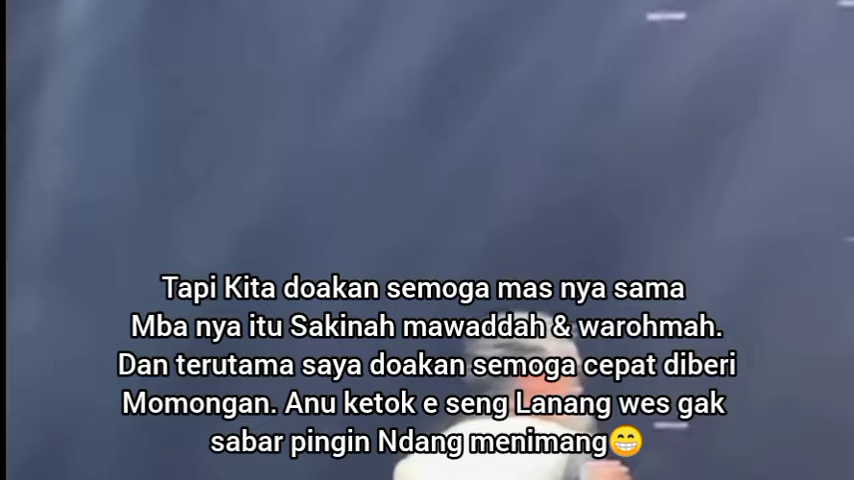 Tapi Kita doakan semoga mas nya sama
Mba nya itu Sakinah mawaddah & warohmah.
Dan terutama saya doakan semoga cepat diberi
Momongan. Anu ketok e seng Lanang wes gak
sabar pingin Ndang menimang😁